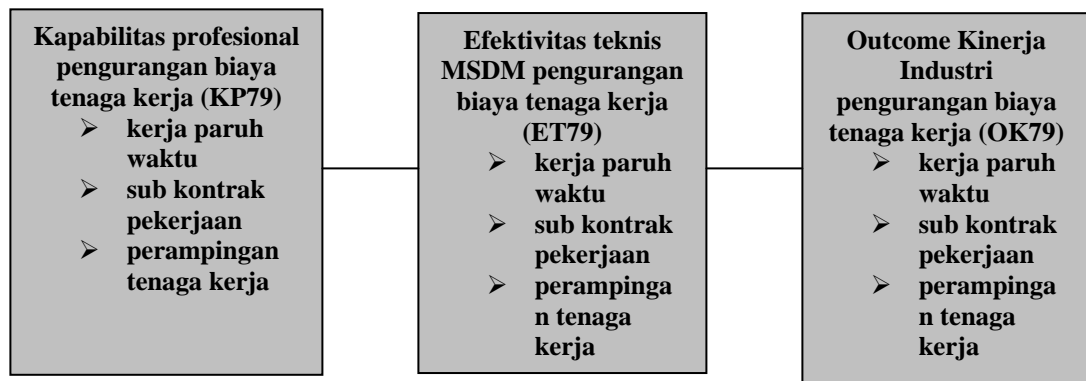 Kapabilitas profesional
pengurangan biaya
tenaga kerja (KP79)
➢ kerja paruh
waktu
➢ sub kontrak
pekerjaan
➢ perampingan
tenaga kerja
Efektivitas teknis
MSDM pengurangan
biaya tenaga kerja
(ET79)
➢ kerja paruh
waktu
➢ sub kontrak
pekerjaan
➢ perampinga
n tenaga
kerja
Outcome Kinerja
Industri
pengurangan biaya
tenaga kerja (OK79)
➢ kerja paruh
waktu
➢ sub kontrak
pekerjaan
➢ perampinga
n tenaga
kerja